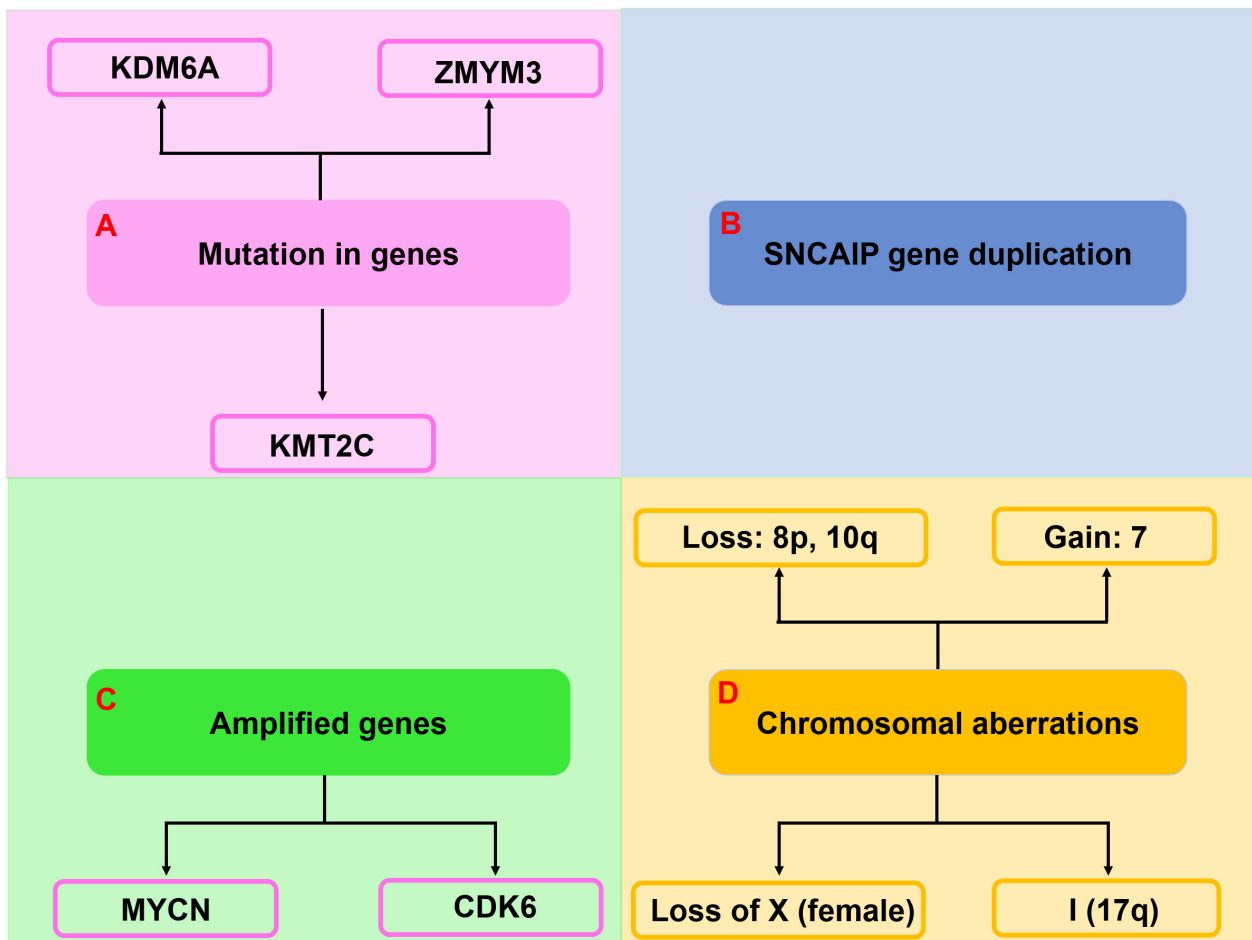 KDM6A
ZMYM3
A
Mutation in genes
KMT2C
B
SNCAIP gene duplication
C
Amplified genes
MYCN
CDK6
Loss: 8p, 10q
Gain: 7
D
Chromosomal aberrations
Loss of X (female)
I (17q)